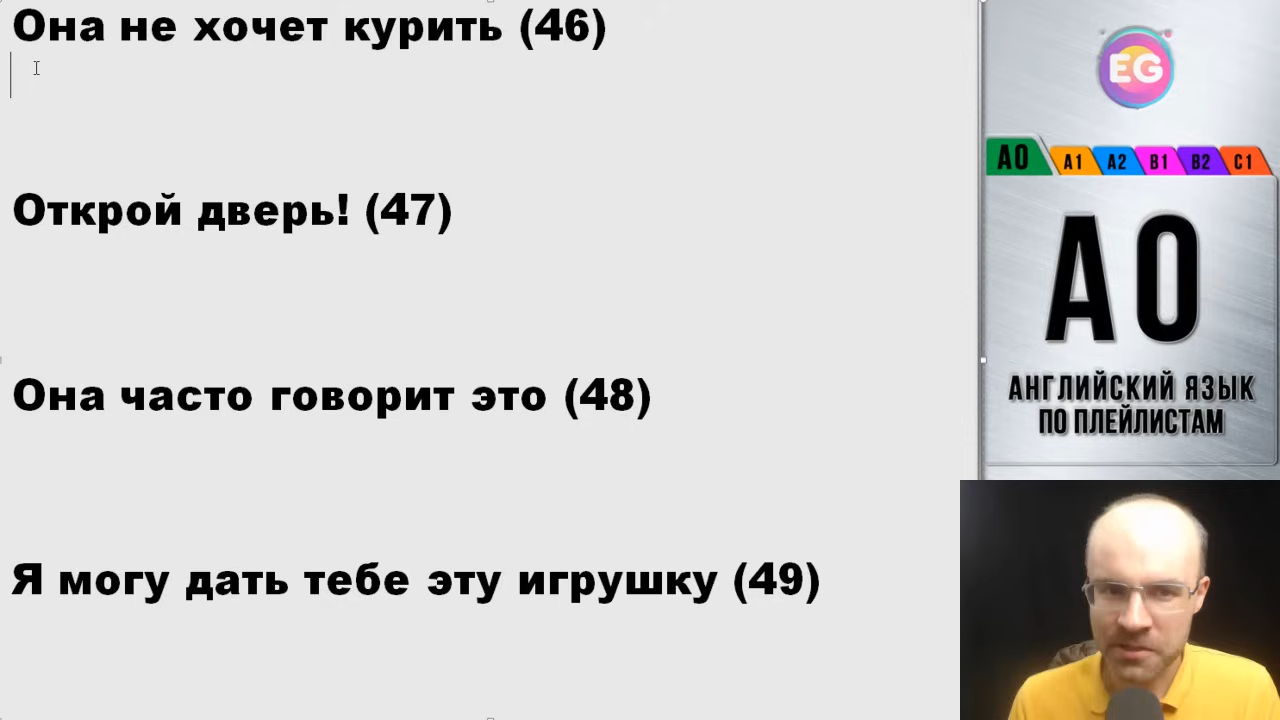 Она не хочет курить (46)
Открой дверь! (47)
Она часто говорит это (48)
Я могу дать тебе эту игрушку (49)
EG
A0 A1 A2 B1 B2 C1
A0
АНГЛИЙСКИЙ ЯЗЫК
ПО ПЛЕЙЛИСТАМ